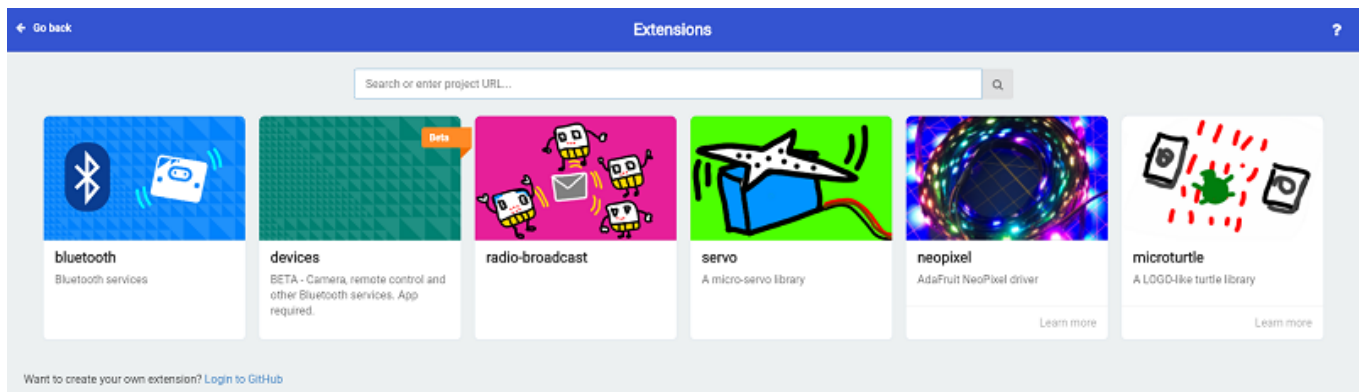 Go back
Extensions
?
Search or enter project URL...
Beta
bluetooth
Bluetooth services
devices
BETA - Camera, remote control and
other Bluetooth services. App
required.
radio-broadcast
servo
A micro-servo library
neopixel
AdaFruit NeoPixel driver
Learn more
microturtle
A LOGO-like turtle library
Learn more
Want to create your own extension? Login to GitHub